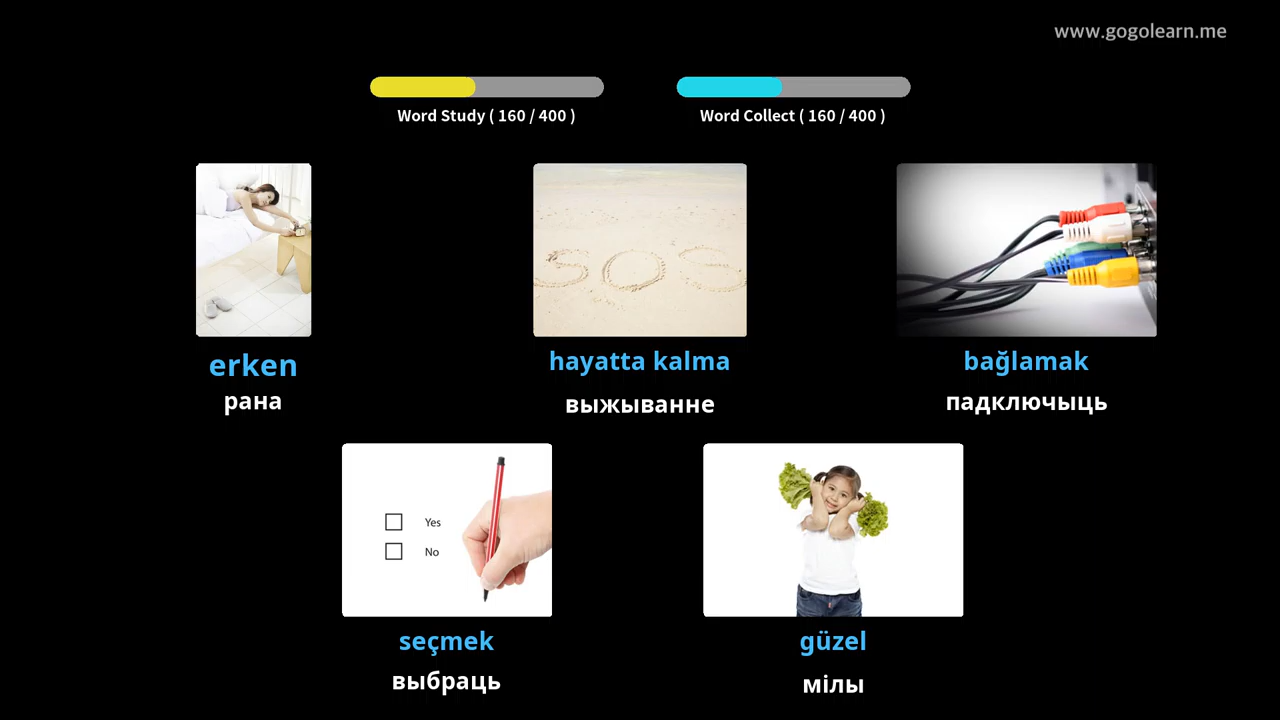 www.gogolearn.me
Word Study ( 160 / 400 )
Word Collect ( 160 / 400 )
SOS
erken
hayatta kalma
bağlamak
рана
выжыванне
падключыць
Yes
No
seçmek
güzel
выбраць
мілы